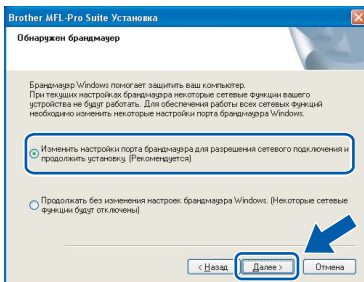 Brother MFL-Pro Suite Установка
Обнаружен брандмауер
Брандмауэр Windows помогает защитить ваш компьютер.
При текущих настройках брандмауэра некоторые сетевые функции вашего
устройства не будут работать. Для обеспечения работы всех сетевых функций
необходимо изменить некоторые настройки порта брандмауэра Windows.
Изменить настройки порта брандмауэра для разрешения сетевого подключения и
продолжить установку. (Рекомендуется)
Продолжать без изменения настроек брандмауэра Windows. (Некоторые сетевые
функции будут отключены)
< Назад Далее > Отмена